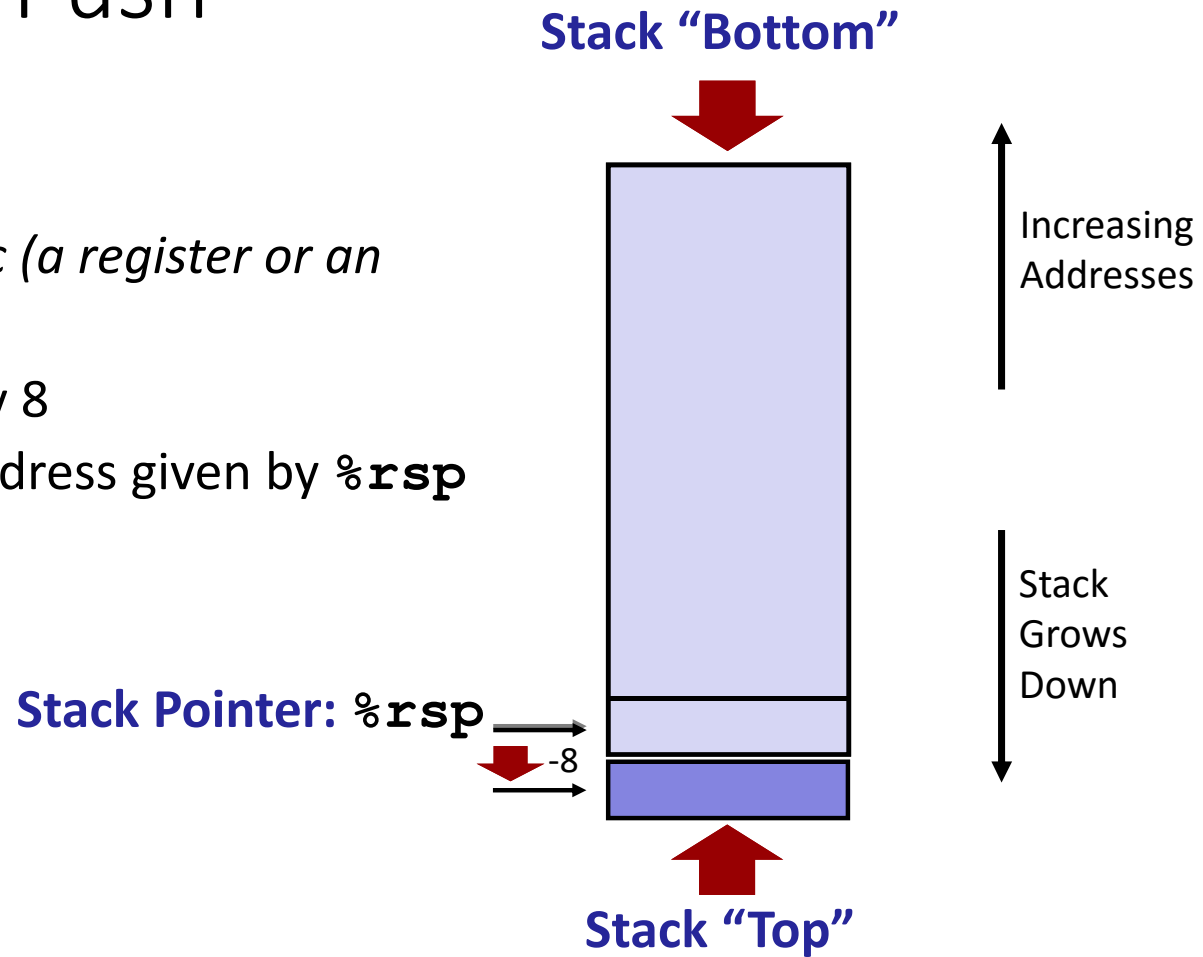 Push
Stack “Bottom”
Increasing
Addresses
(a register or an
8
dress given by %rsp
Stack
Grows
Down
Stack Pointer: %rsp
-8
Stack “Top”